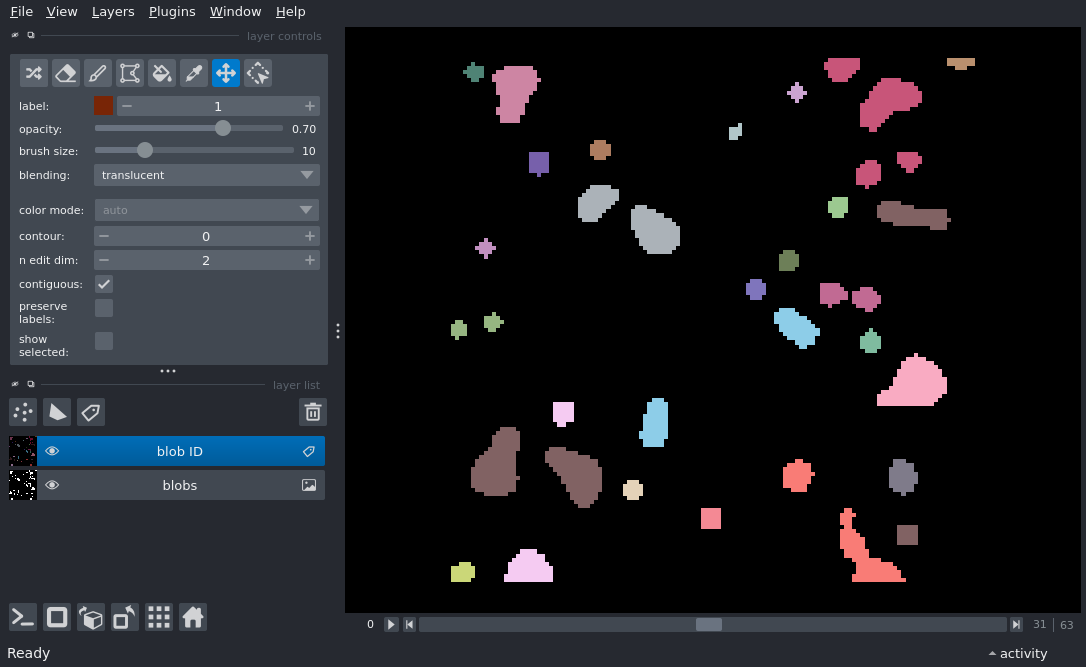 File View Layers Plugins Window Help
layer controls
label: 1
opacity: 0.70
brush size: 10
blending: translucent
color mode: auto
contour: 0
n edit dim: 2
contiguous:
preserve
labels:
show
selected:
layer list
blob ID
blobs
0 31 63
Ready activity